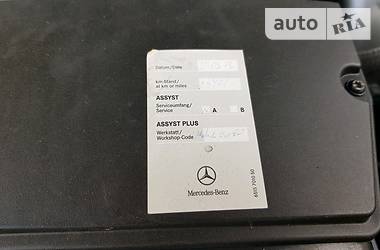 auto RIA
Datum/Date
km-Stand/
at km or miles
ASSYST
Serviceumfang/
Service
A B
ASSYST PLUS
Werkstatt/
Workshop-Code
Mercedes-Benz